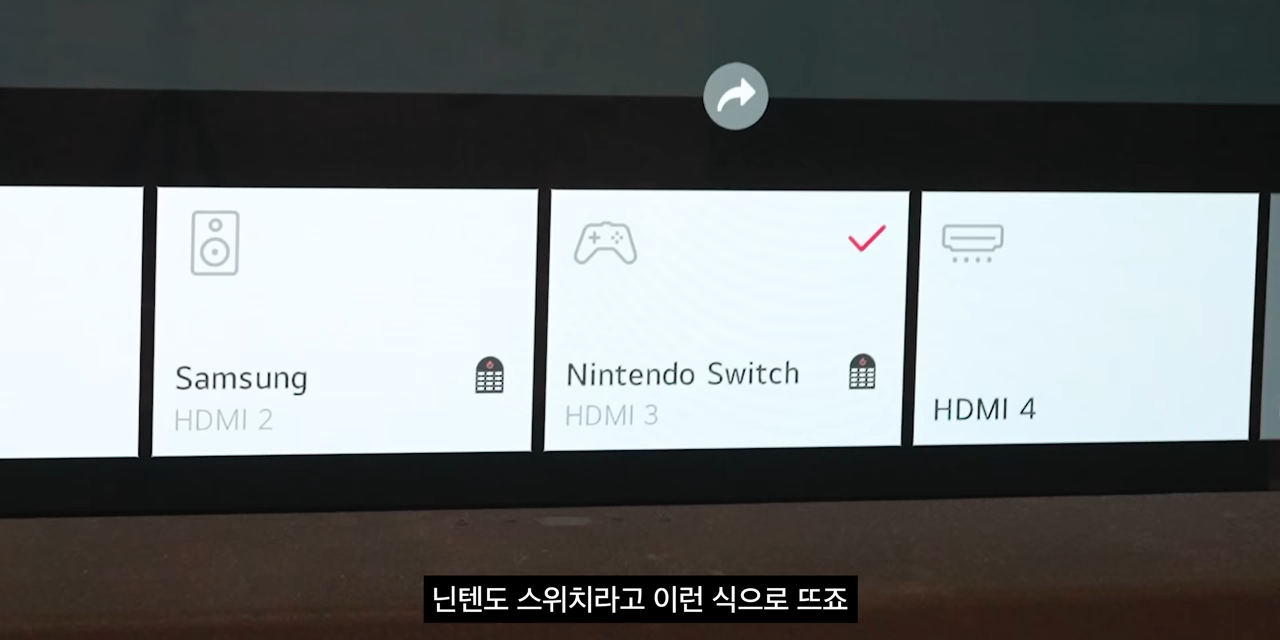 Samsung
HDMI 2
Nintendo Switch
HDMI 3
HDMI 4
닌텐도 스위치라고 이런 식으로 뜨죠